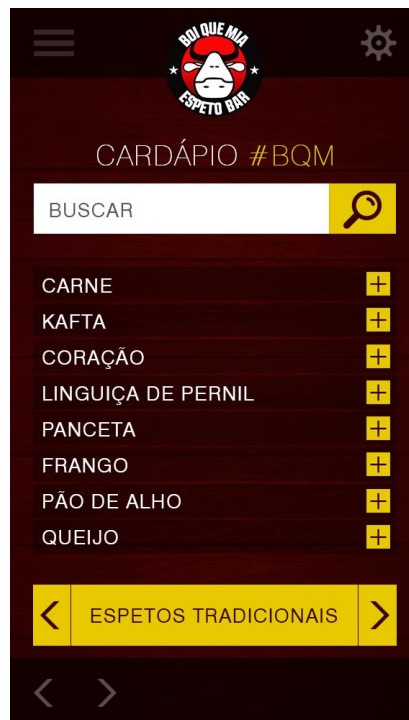 BOI QUE MIA
ESPETO BAR
CARDÁPIO #BQM
BUSCAR
CARNE
KAFTA
CORAÇÃO
LINGUIÇA DE PERNIL
PANCETA
FRANGO
PÃO DE ALHO
QUEIJO
ESPETOS TRADICIONAIS